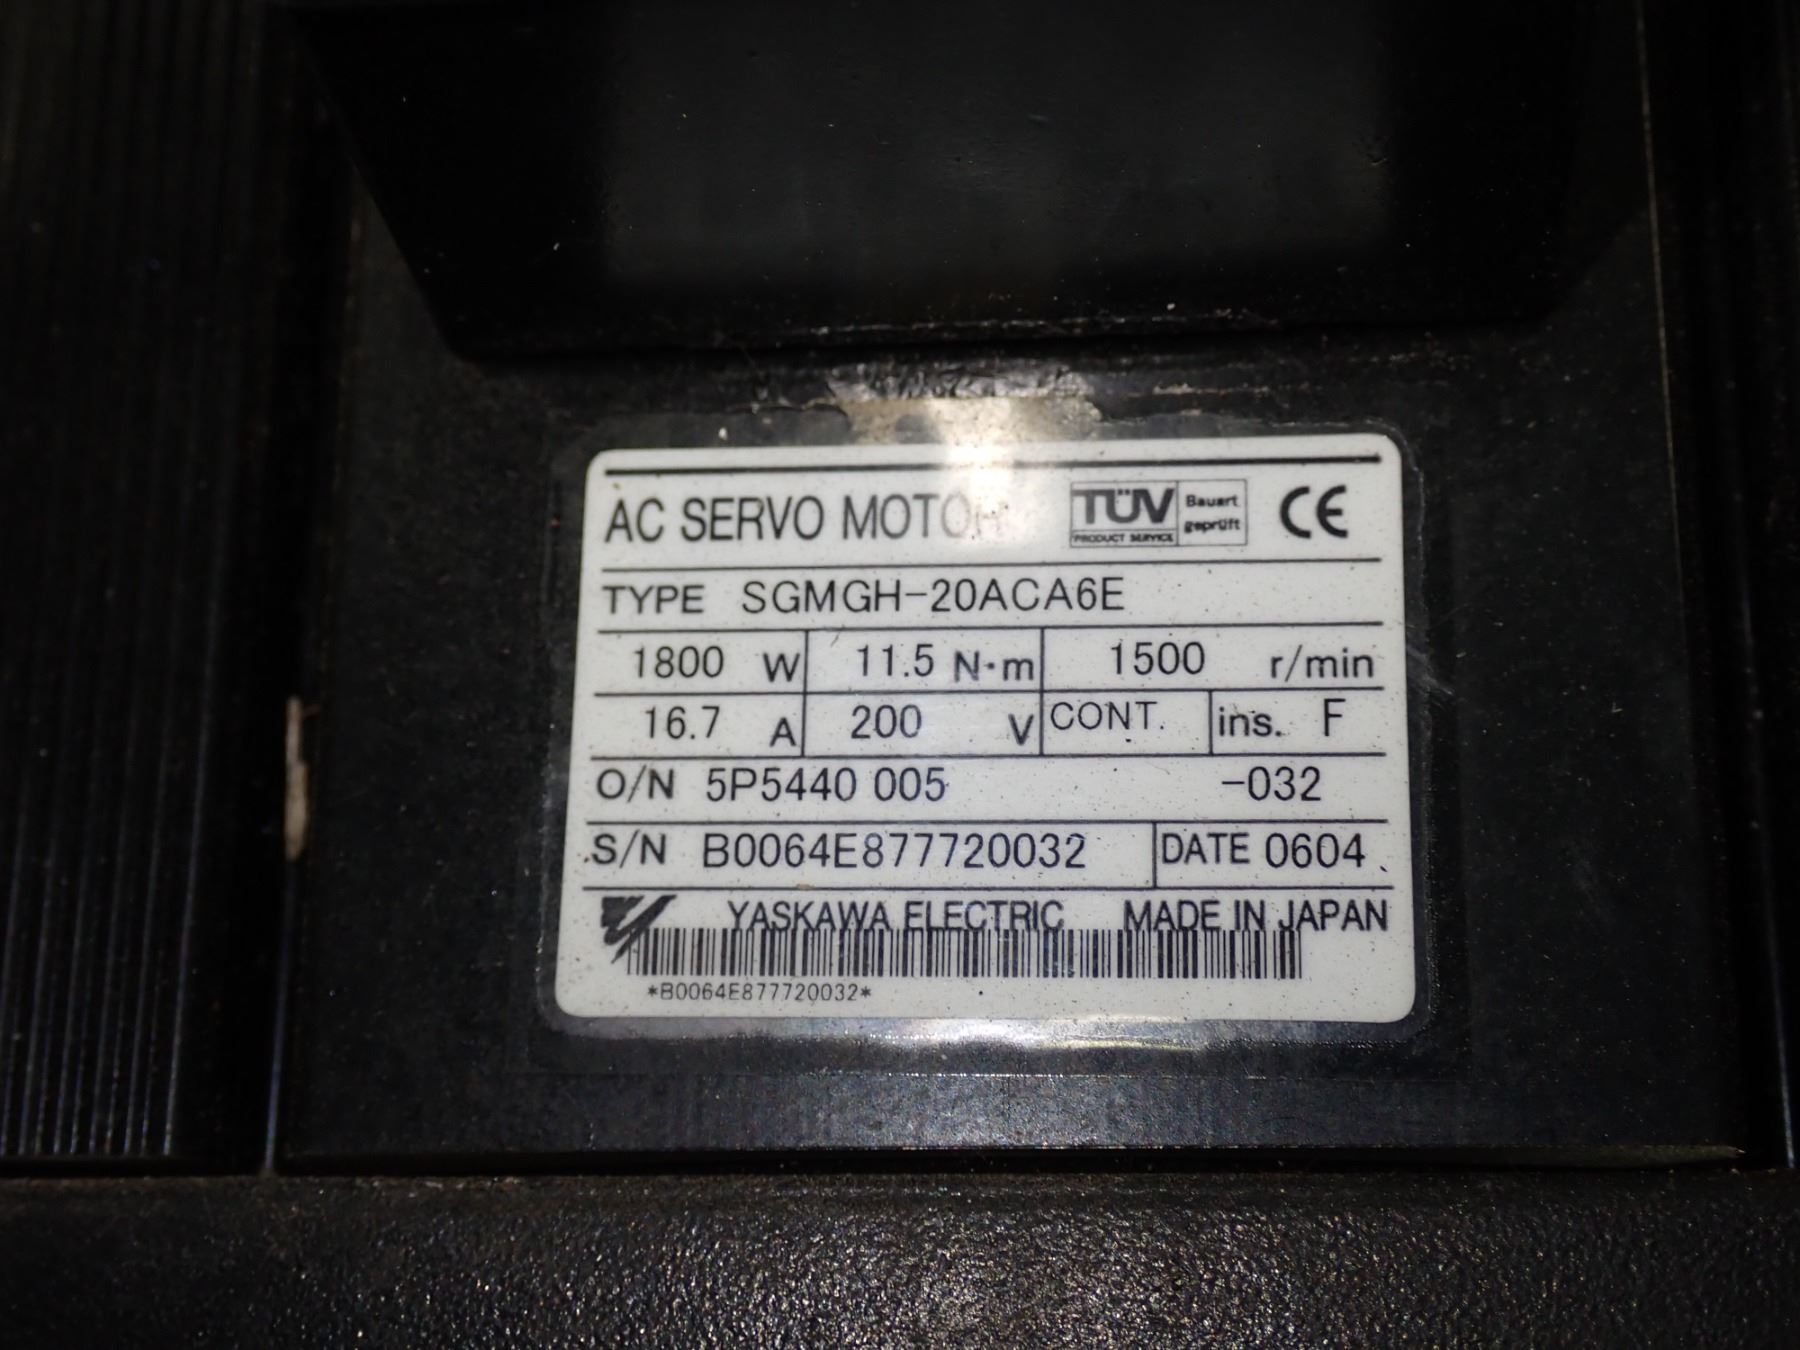 AC SERVO MOTOR TÜV PRODUCT SERVICE Bauart geprüft CE
TYPE SGMGH-20ACA6E
1800 W 11.5 N·m 1500 r/min
16.7 A 200 V CONT. ins. F
O/N 5P5440 005 -032
S/N B0064E877720032 DATE 0604
YASKAWA ELECTRIC MADE IN JAPAN
*B0064E877720032*